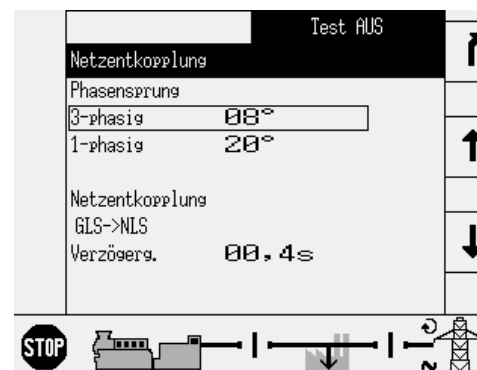 Test AUS
Netzentkopplung
Phasensprung
3-phasig 08°
1-phasig 20°
Netzentkopplung
GLS->NLS
Verzögerg. 00,4s
STOP